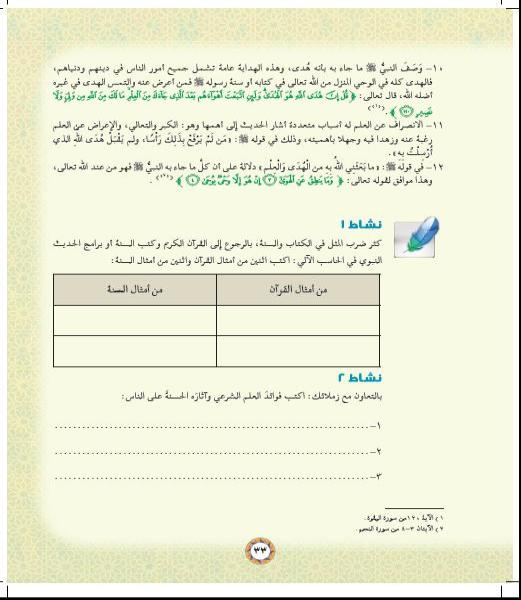 ١٠- وَصَف النبيُّ ﷺ ما جاء به بأنه هُدى، وهذه الهداية عامة تشمل جميع أمور الناس في دينهم ودنياهم،
فالهدى كله في الوحي المنزل من الله تعالى في كتابه أو سنة رسوله ﷺ فمن أعرض عنه والتمس الهدى في غيره
أضله الله، قال تعالى: ﴿ قُلْ إِنَّ هُدَى اللَّهِ هُوَ الْهُدَىٰ وَلَئِنِ اتَّبَعْتَ أَهْوَاءَهُم بَعْدَ الَّذِي جَاءَكَ مِنَ الْعِلْمِ مَا لَكَ مِنَ اللَّهِ مِن وَلِيٍّ وَلَا
نَصِيرٍ ﴿١٢٠﴾ ﴾(١).
١١- الانصراف عن العلم له أسباب متعددة أشار الحديث إلى أهمها وهو: الكبر والتعالي، والإعراض عن العلم
رغبة عنه وزهدا فيه وجهلا بأهميته، وذلك في قوله ﷺ: «مَن لَمْ يَرْفَعْ بِذَلِكَ رَأْسًا، ولم يَقْبَلْ هُدَى اللَّهِ الذي
أُرْسِلْتُ بِهِ».
١٢- في قوله ﷺ: «مَا بَعَثَنِي اللَّهُ بِهِ من الْهُدَى وَالْعِلْمِ» دلالة على أن كلَّ ما جاء به النبي ﷺ فهو من عند الله تعالى،
وهذا موافق لقوله تعالى: ﴿ وَمَا يَنطِقُ عَنِ الْهَوَىٰ ﴿٣﴾ إِنْ هُوَ إِلَّا وَحْيٌ يُوحَىٰ ﴿٤﴾ ﴾(٢).
نشاط ١
كثر ضرب المثل في الكتاب والسنة، بالرجوع إلى القرآن الكريم وكتب السنة أو برامج الحديث
النبوي في الحاسب الآلي: اكتب اثنين من أمثال القرآن واثنين من أمثال السنة:
من أمثال القرآن من أمثال السنة
نشاط ٢
بالتعاون مع زملائك: اكتب فوائدَ العلم الشرعي وآثارَه الحسنةَ على الناس:
١- ..............................................................
٢- ..............................................................
٣- ..............................................................
١) الآية ١٢٠ من سورة البقرة.
٢) الآيتان ٣-٤ من سورة النجم.
٣٣